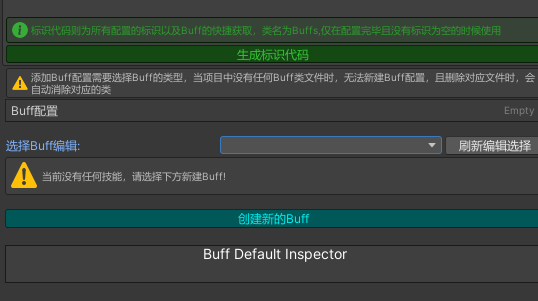 标识代码则为所有配置的标识以及Buff的快捷获取，类名为Buffs,仅在配置完毕且没有标识为空的时候使用
生成标识代码
添加Buff配置需要选择Buff的类型，当项目中没有任何Buff类文件时，无法新建Buff配置，且删除对应文件时，会
自动消除对应的类
Buff配置 Empty
选择Buff编辑: 刷新编辑选择
当前没有任何技能，请选择下方新建Buff!
创建新的Buff
Buff Default Inspector